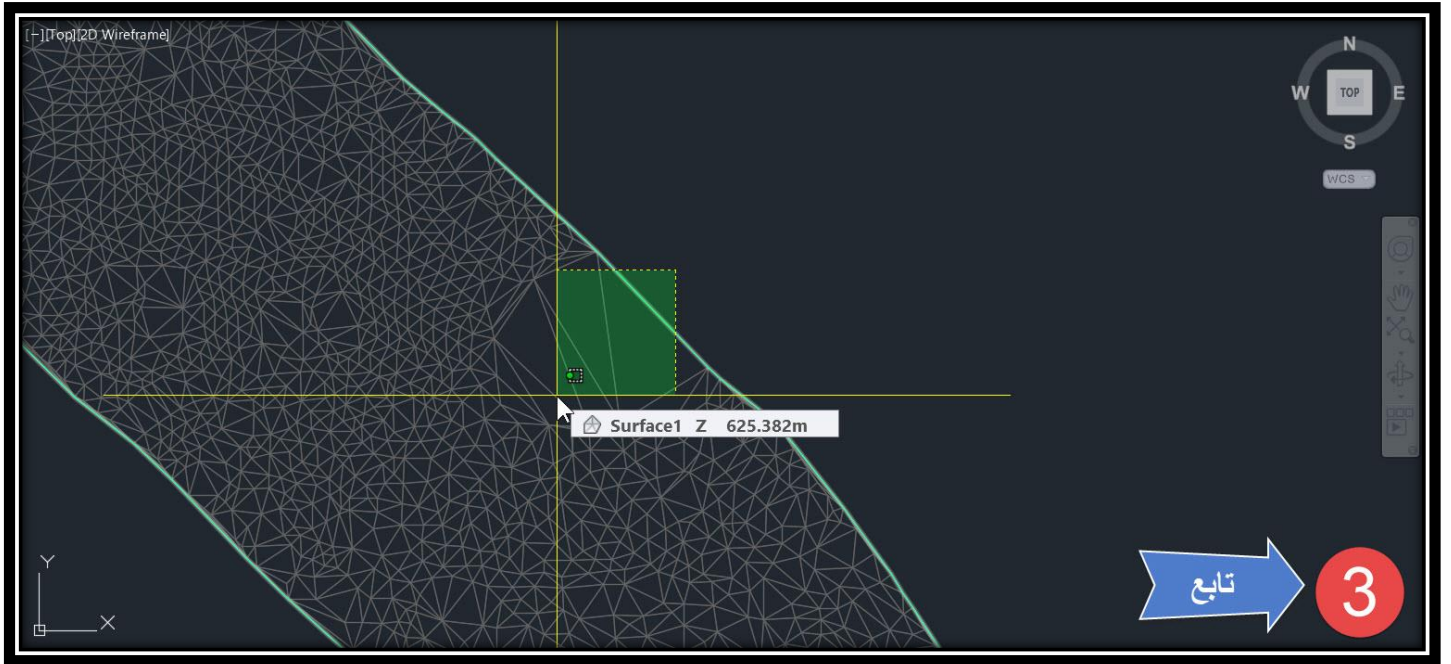 [−][Top][2D Wireframe]
N
W TOP E
S
WCS
Surface1 Z 625.382m
تابع 3
Y
X